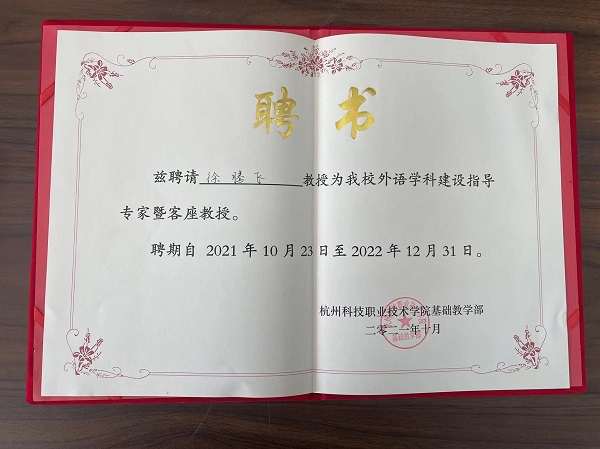 聘书
兹聘请徐腾飞教授为我校外语学科建设指导
专家暨客座教授。
聘期自 2021 年 10 月 23 日至 2022 年 12 月 31 日。
杭州科技职业技术学院基础教学部
二零二一年十月